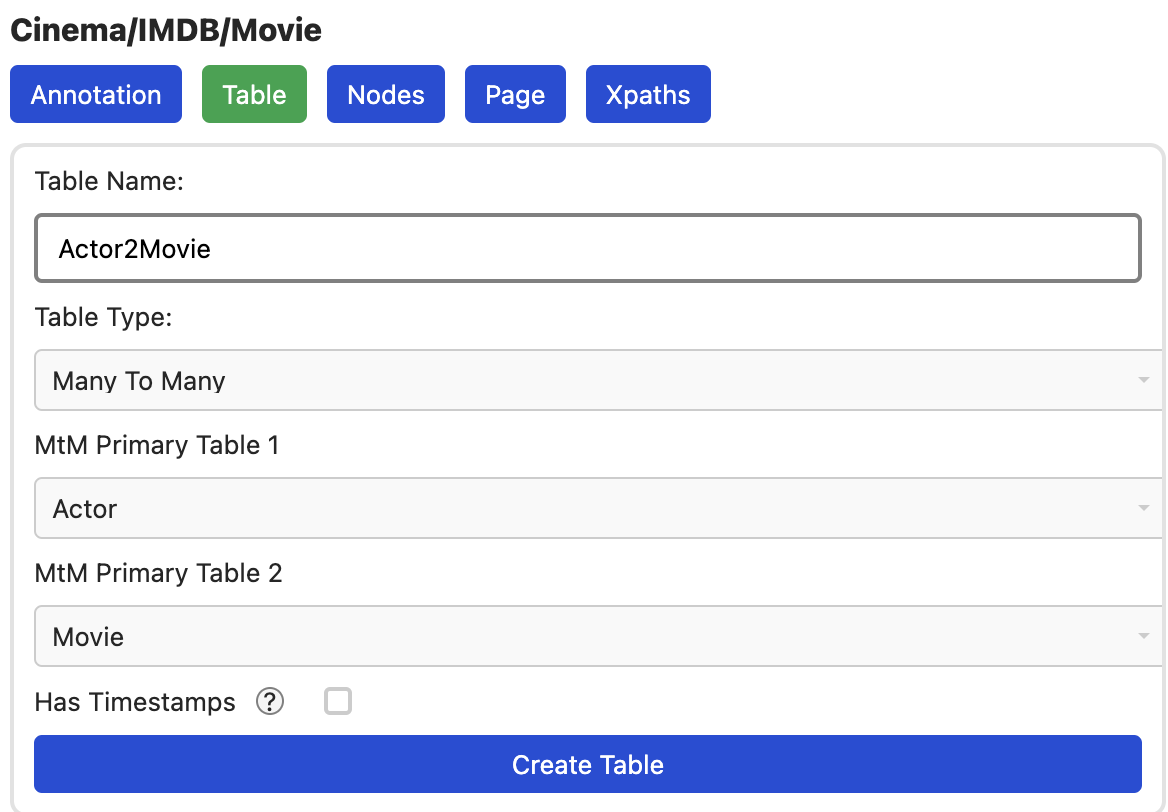 Cinema/IMDB/Movie
Annotation Table Nodes Page Xpaths
Table Name:
Actor2Movie
Table Type:
Many To Many
MtM Primary Table 1
Actor
MtM Primary Table 2
Movie
Has Timestamps ?
Create Table